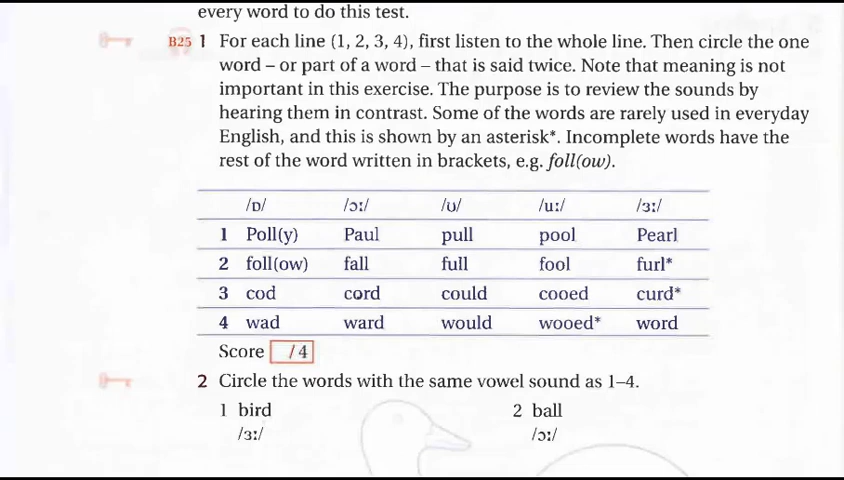 every word to do this test.
B25 1 For each line (1, 2, 3, 4), first listen to the whole line. Then circle the one
word – or part of a word – that is said twice. Note that meaning is not
important in this exercise. The purpose is to review the sounds by
hearing them in contrast. Some of the words are rarely used in everyday
English, and this is shown by an asterisk*. Incomplete words have the
rest of the word written in brackets, e.g. foll(ow).
/ɒ/ /ɔː/ /ʊ/ /uː/ /ɜː/
1 Poll(y) Paul pull pool Pearl
2 foll(ow) fall full fool furl*
3 cod cord could cooed curd*
4 wad ward would wooed* word
Score /4
2 Circle the words with the same vowel sound as 1–4.
1 bird 2 ball
/ɜː/ /ɔː/